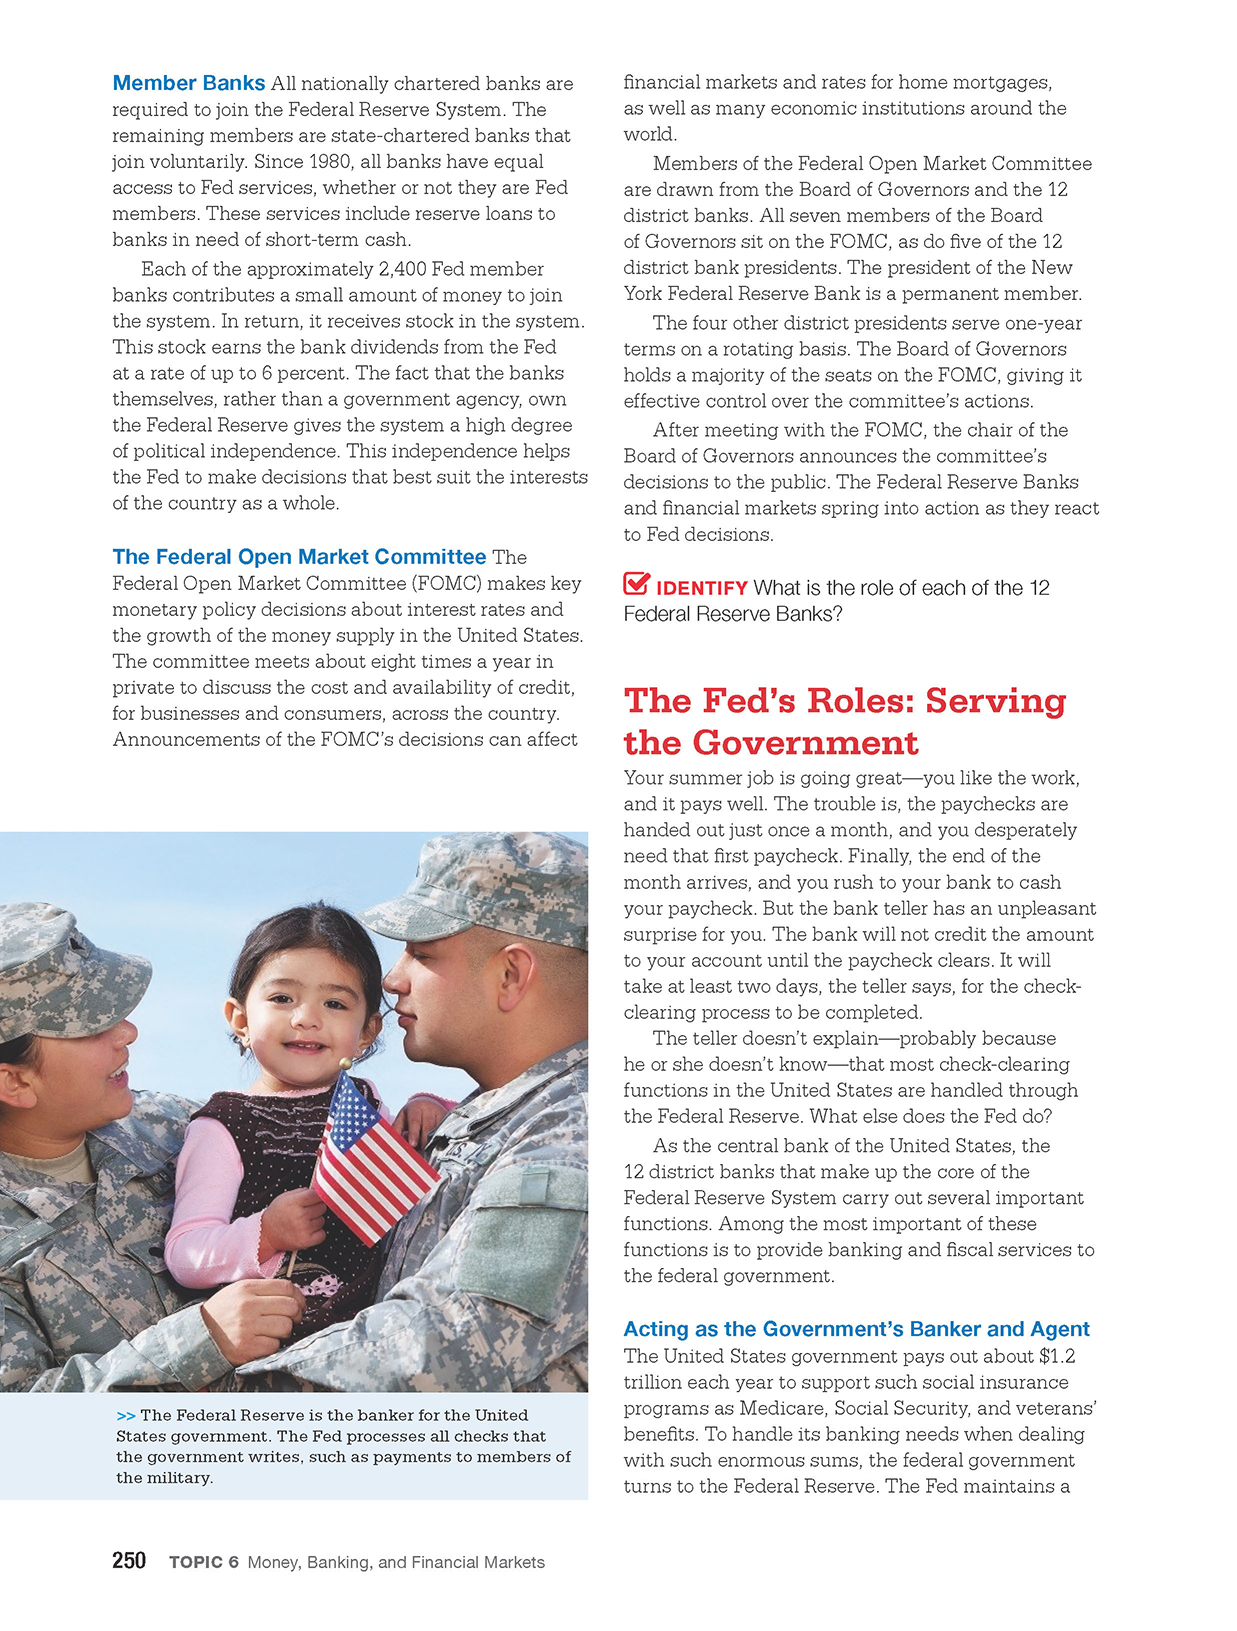 Member Banks All nationally chartered banks are
required to join the Federal Reserve System. The
remaining members are state-chartered banks that
join voluntarily. Since 1980, all banks have equal
access to Fed services, whether or not they are Fed
members. These services include reserve loans to
banks in need of short-term cash.
Each of the approximately 2,400 Fed member
banks contributes a small amount of money to join
the system. In return, it receives stock in the system.
This stock earns the bank dividends from the Fed
at a rate of up to 6 percent. The fact that the banks
themselves, rather than a government agency, own
the Federal Reserve gives the system a high degree
of political independence. This independence helps
the Fed to make decisions that best suit the interests
of the country as a whole.
The Federal Open Market Committee The
Federal Open Market Committee (FOMC) makes key
monetary policy decisions about interest rates and
the growth of the money supply in the United States.
The committee meets about eight times a year in
private to discuss the cost and availability of credit,
for businesses and consumers, across the country.
Announcements of the FOMC's decisions can affect
>> The Federal Reserve is the banker for the United
States government. The Fed processes all checks that
the government writes, such as payments to members of
the military.
financial markets and rates for home mortgages,
as well as many economic institutions around the
world.
Members of the Federal Open Market Committee
are drawn from the Board of Governors and the 12
district banks. All seven members of the Board
of Governors sit on the FOMC, as do five of the 12
district bank presidents. The president of the New
York Federal Reserve Bank is a permanent member.
The four other district presidents serve one-year
terms on a rotating basis. The Board of Governors
holds a majority of the seats on the FOMC, giving it
effective control over the committee's actions.
After meeting with the FOMC, the chair of the
Board of Governors announces the committee's
decisions to the public. The Federal Reserve Banks
and financial markets spring into action as they react
to Fed decisions.
IDENTIFY What is the role of each of the 12
Federal Reserve Banks?
The Fed's Roles: Serving
the Government
Your summer job is going great—you like the work,
and it pays well. The trouble is, the paychecks are
handed out just once a month, and you desperately
need that first paycheck. Finally, the end of the
month arrives, and you rush to your bank to cash
your paycheck. But the bank teller has an unpleasant
surprise for you. The bank will not credit the amount
to your account until the paycheck clears. It will
take at least two days, the teller says, for the check-
clearing process to be completed.
The teller doesn't explain—probably because
he or she doesn't know—that most check-clearing
functions in the United States are handled through
the Federal Reserve. What else does the Fed do?
As the central bank of the United States, the
12 district banks that make up the core of the
Federal Reserve System carry out several important
functions. Among the most important of these
functions is to provide banking and fiscal services to
the federal government.
Acting as the Government's Banker and Agent
The United States government pays out about $1.2
trillion each year to support such social insurance
programs as Medicare, Social Security, and veterans'
benefits. To handle its banking needs when dealing
with such enormous sums, the federal government
turns to the Federal Reserve. The Fed maintains a
250 TOPIC 6 Money, Banking, and Financial Markets